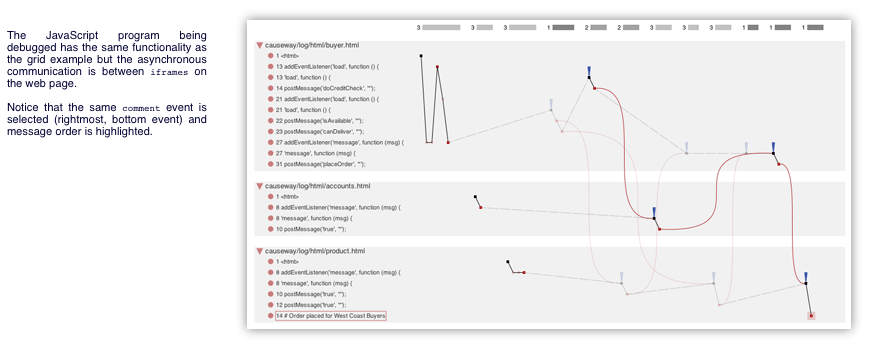 The JavaScript program being
debugged has the same functionality as
the grid example but the asynchronous
communication is between iframes on
the web page.
Notice that the same comment event is
selected (rightmost, bottom event) and
message order is highlighted.
3 3 3 1 2 2 3 3 3 1 1
causeway/log/html/buyer.html
1 <html>
13 addEventListener('load', function () {
13 'load', function () {
14 postMessage('doCreditCheck', "*");
21 addEventListener('load', function () {
21 'load', function () {
22 postMessage('isAvailable', "*");
23 postMessage('canDeliver', "*");
27 addEventListener('message', function (msg) {
27 'message', function (msg) {
31 postMessage('placeOrder', "*");
causeway/log/html/accounts.html
1 <html>
8 addEventListener('message', function (msg) {
8 'message', function (msg) {
10 postMessage('true', "*");
causeway/log/html/product.html
1 <html>
8 addEventListener('message', function (msg) {
8 'message', function (msg) {
10 postMessage('true', "*");
12 postMessage('true', "*");
14 # Order placed for West Coast Buyers